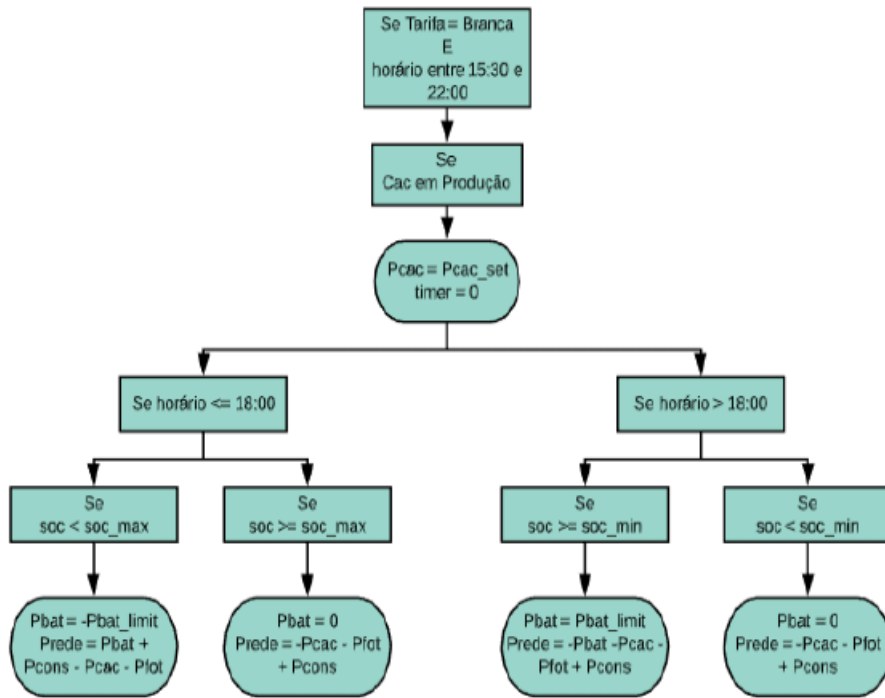 Se Tarifa = Branca
E
horário entre 15:30 e
22:00
Se
Cac em Produção
Pcac = Pcac_set
timer = 0
Se horário <= 18:00
Se horário > 18:00
Se
soc < soc_max
Se
soc >= soc_max
Se
soc >= soc_min
Se
soc < soc_min
Pbat = -Pbat_limit
Prede = Pbat +
Pcons - Pcac - Pfot
Pbat = 0
Prede = -Pcac - Pfot
+ Pcons
Pbat = Pbat_limit
Prede = -Pbat -Pcac -
Pfot + Pcons
Pbat = 0
Prede = -Pcac - Pfot
+ Pcons